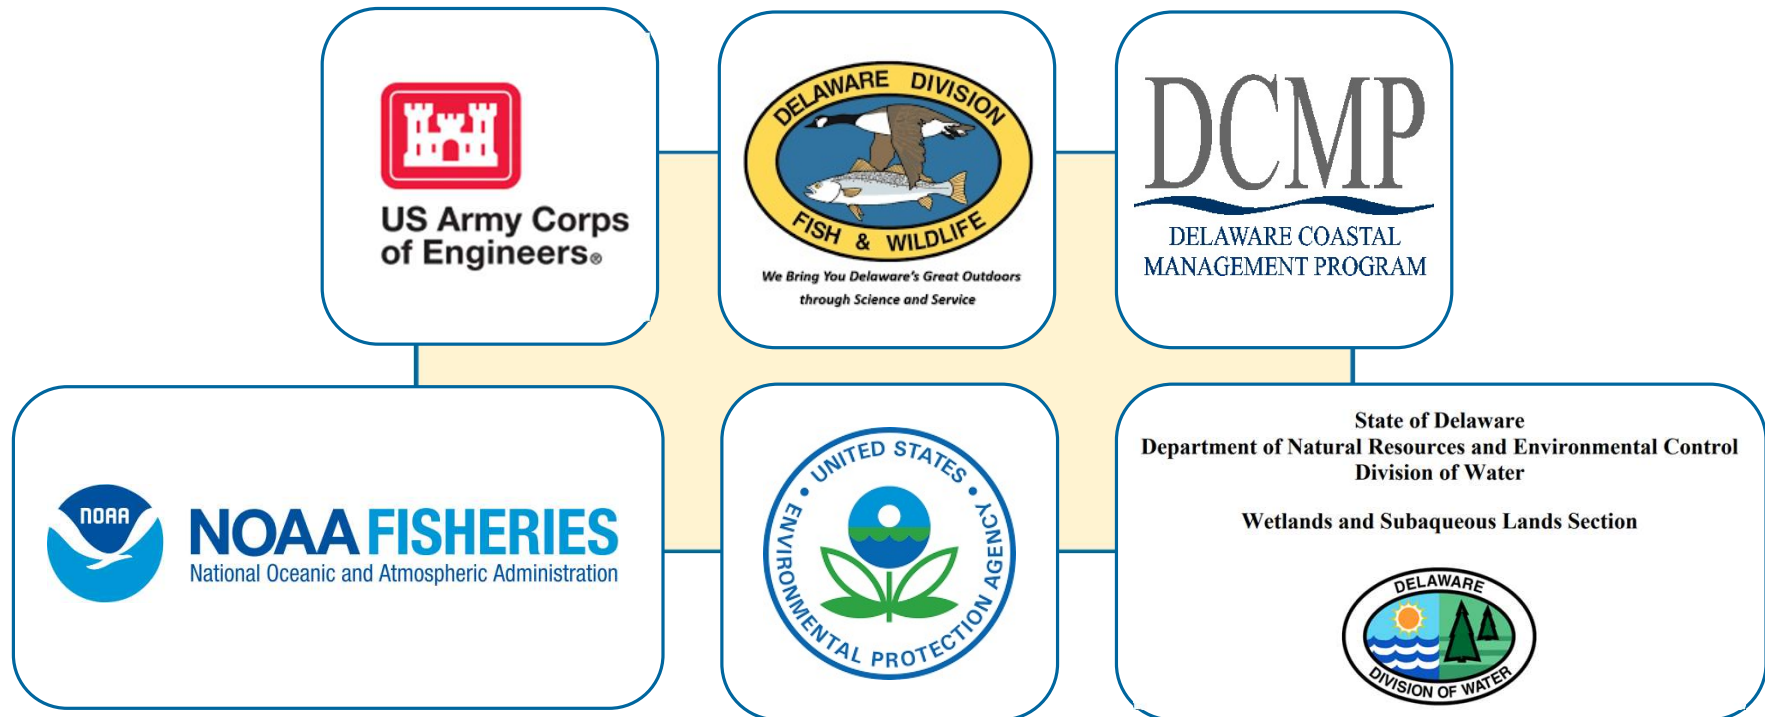 US Army Corps
of Engineers®
DELAWARE DIVISION
FISH & WILDLIFE
We Bring You Delaware's Great Outdoors
through Science and Service
DCMP
DELAWARE COASTAL
MANAGEMENT PROGRAM
NOAA
NOAA FISHERIES
National Oceanic and Atmospheric Administration
UNITED STATES
ENVIRONMENTAL PROTECTION AGENCY
State of Delaware
Department of Natural Resources and Environmental Control
Division of Water
Wetlands and Subaqueous Lands Section
DELAWARE
DIVISION OF WATER